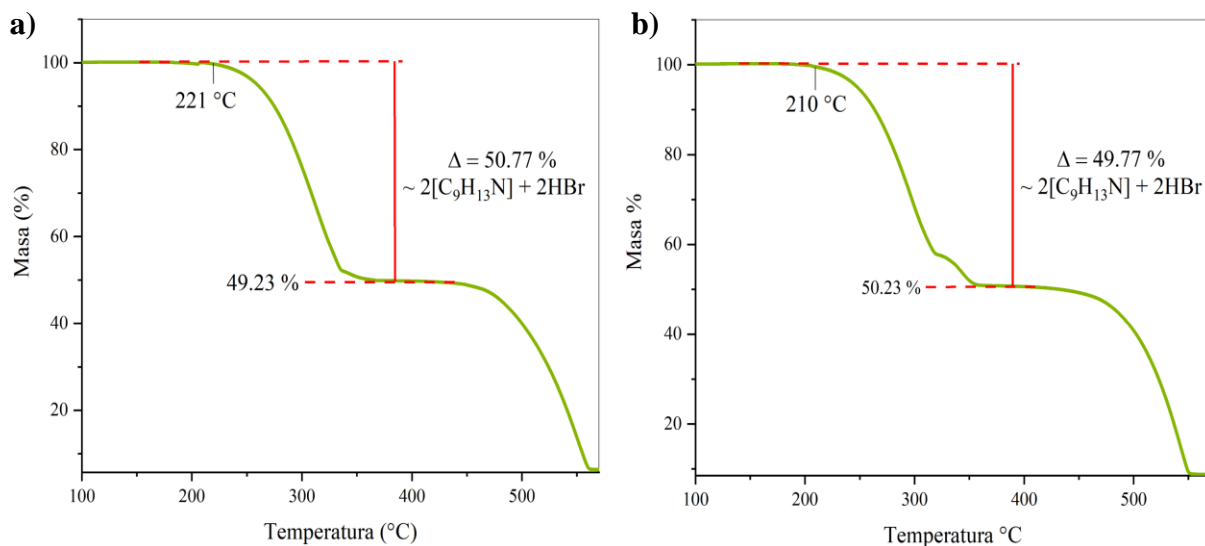 a)
Masa (%)
100
80
60
40
20
221 °C
Δ = 50.77 %
~ 2[C₉H₁₃N] + 2HBr
49.23 %
100
200
300
400
500
Temperatura (°C)
b)
Masa %
100
80
60
40
20
210 °C
Δ = 49.77 %
~ 2[C₉H₁₃N] + 2HBr
50.23 %
100
200
300
400
500
Temperatura °C